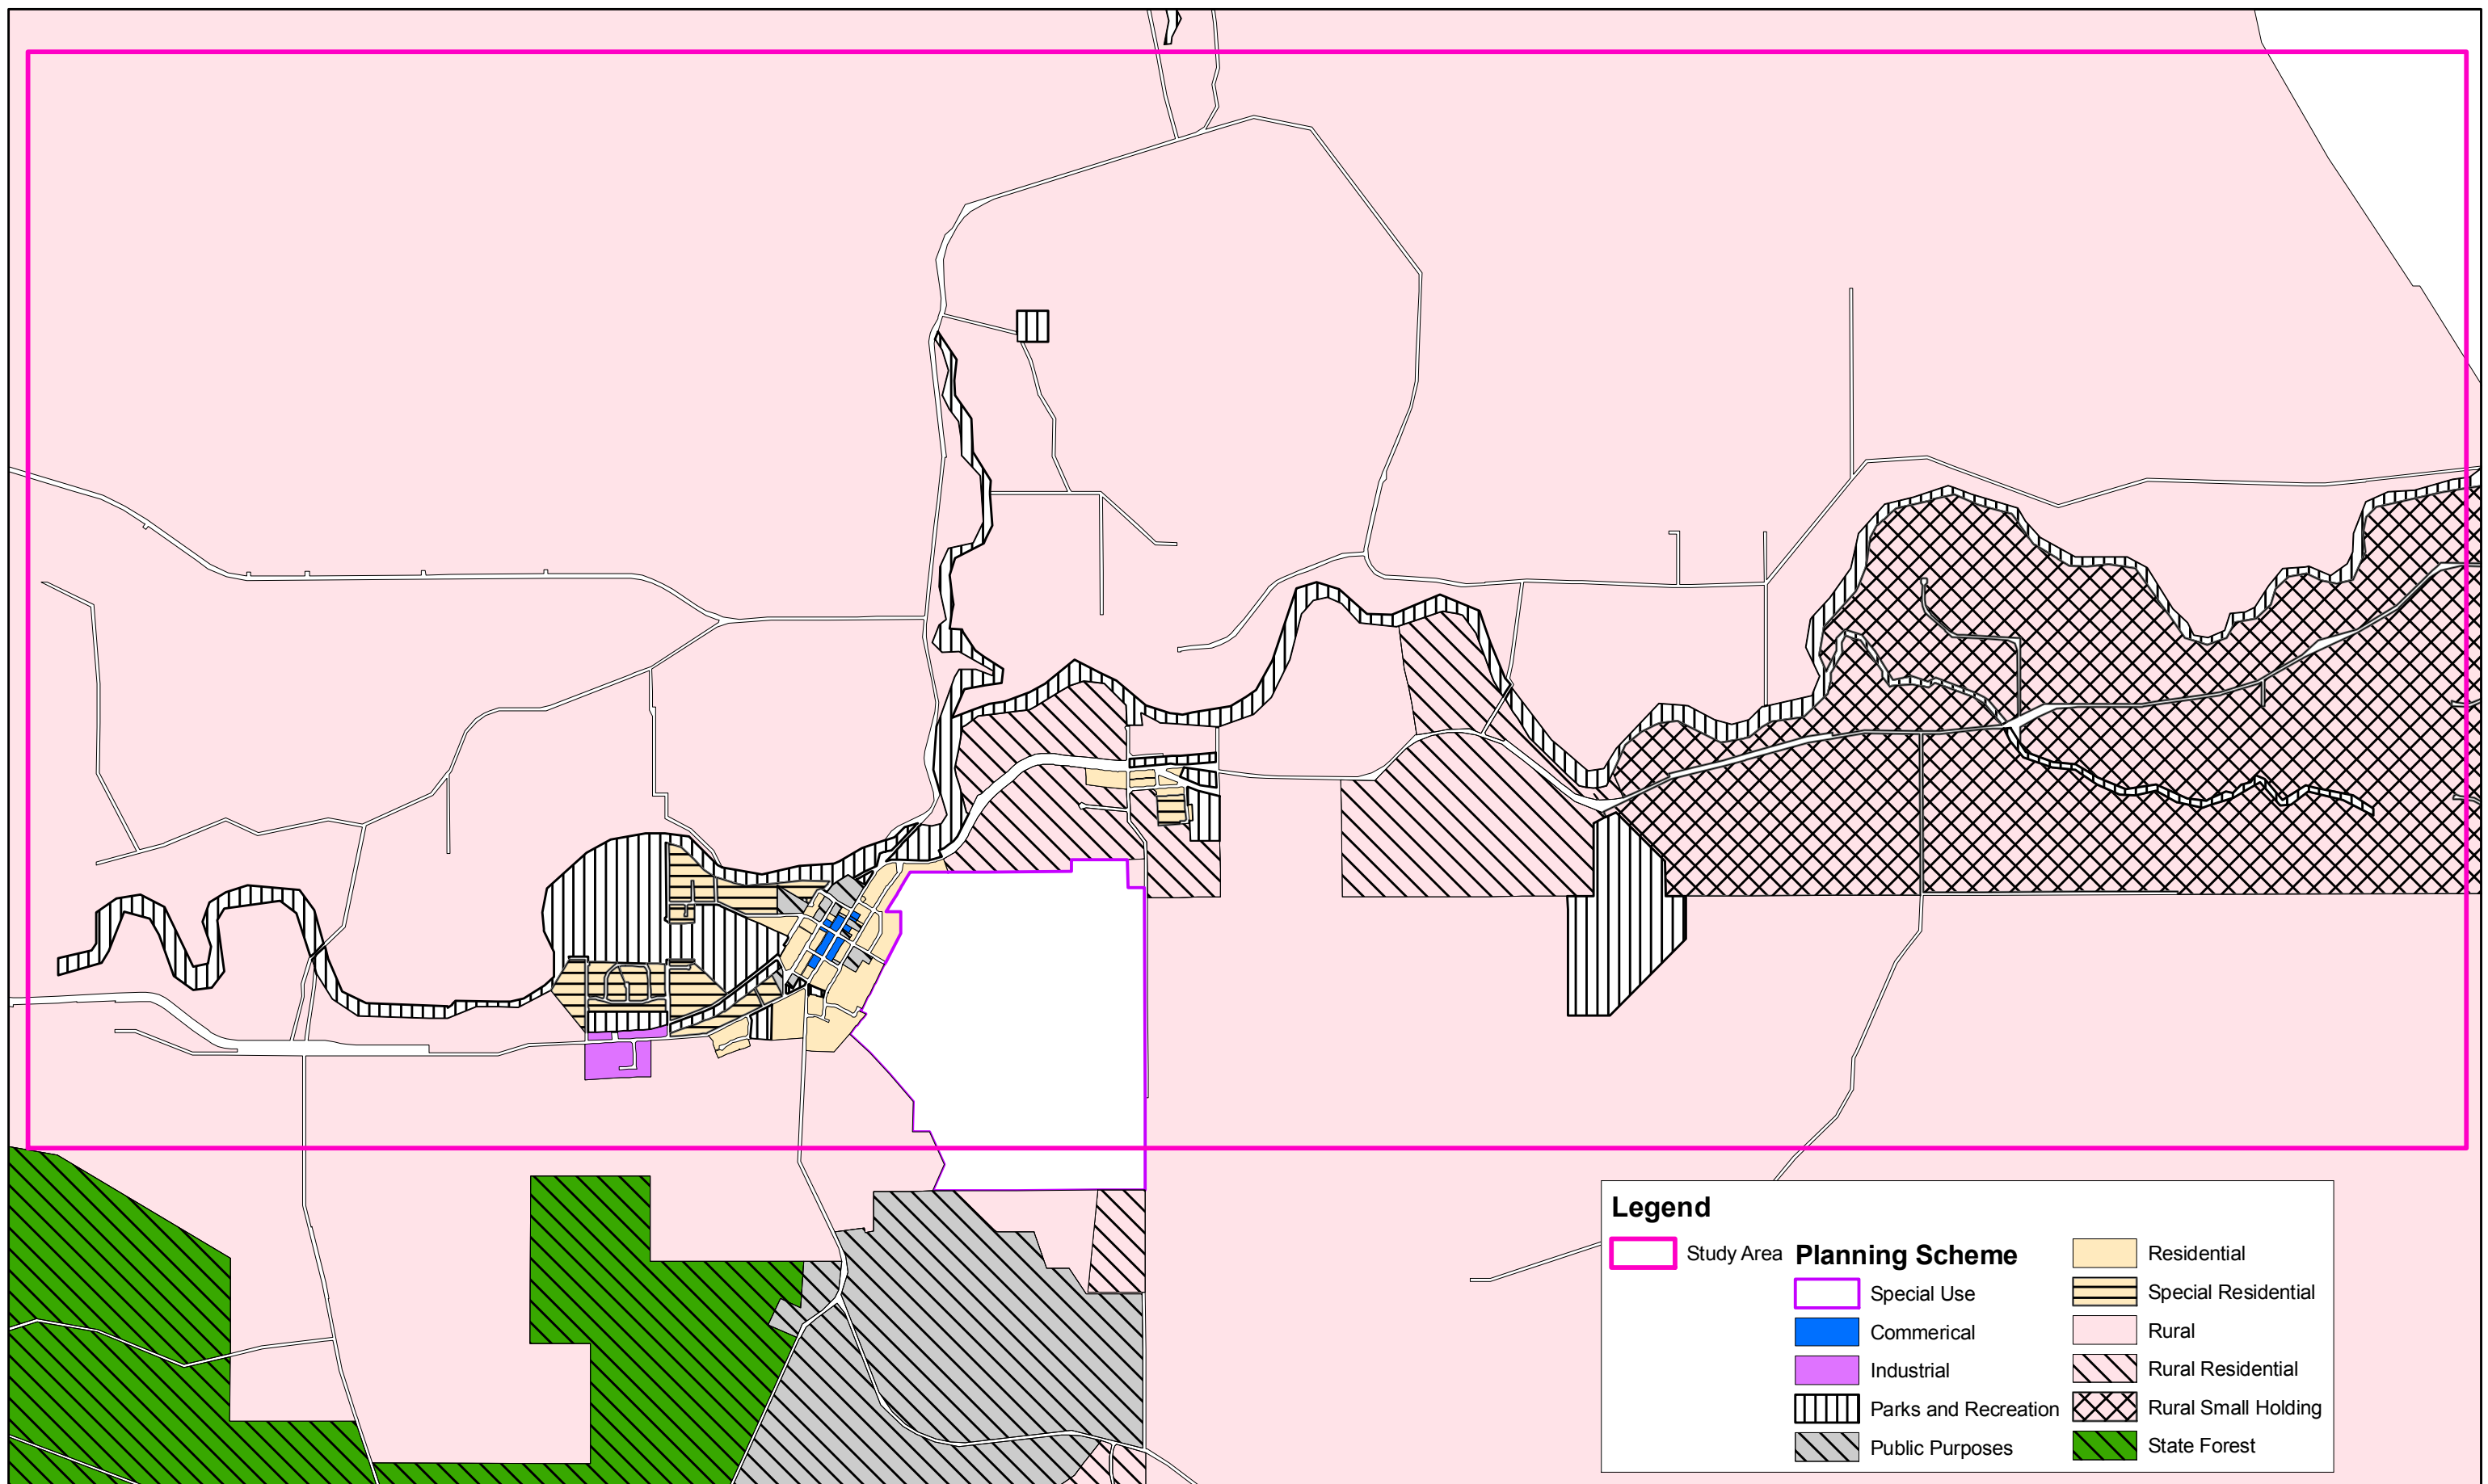 Legend
Study Area
Planning Scheme
Special Use
Commerical
Industrial
Parks and Recreation
Public Purposes
Residential
Special Residential
Rural
Rural Residential
Rural Small Holding
State Forest